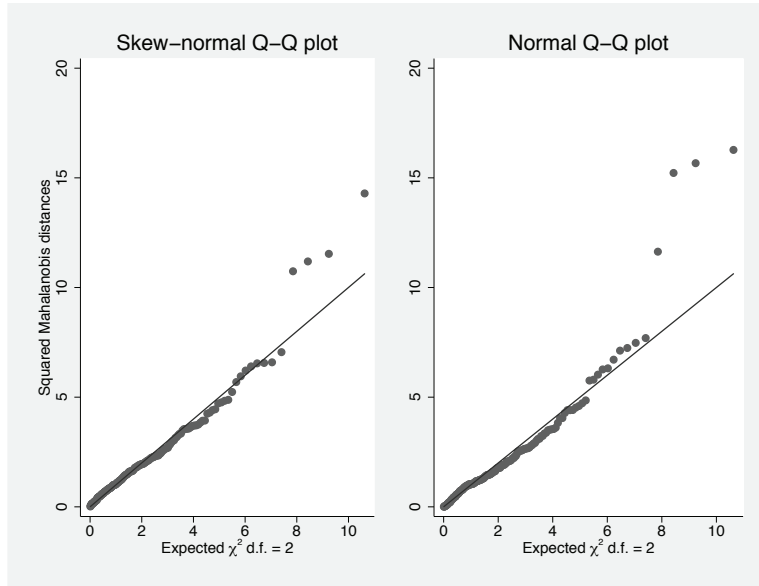 Skew−normal Q−Q plot
Normal Q−Q plot
Squared Mahalanobis distances
20
15
10
5
0
0 2 4 6 8 10
Expected χ² d.f. = 2
20
15
10
5
0
0 2 4 6 8 10
Expected χ² d.f. = 2